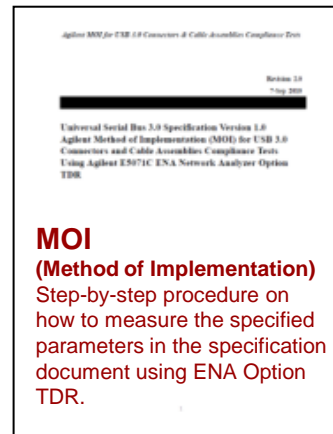 Agilent MOI for USB 3.0 Connectors & Cable Assemblies Compliance Tests
Revision 1.0
7-Sep 2010
Universal Serial Bus 3.0 Specification Version 1.0
Agilent Method of Implementation (MOI) for USB 3.0
Connectors and Cable Assemblies Compliance Tests
Using Agilent E5071C ENA Network Analyzer Option
TDR
MOI
(Method of Implementation)
Step-by-step procedure on
how to measure the specified
parameters in the specification
document using ENA Option
TDR.